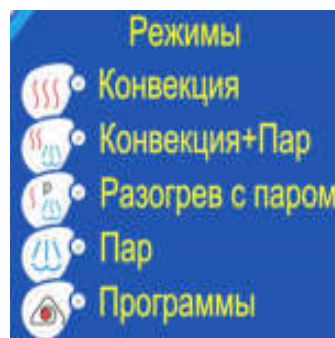 Режимы
Конвекция
Конвекция+Пар
P
Разогрев с паром
Пар
Программы